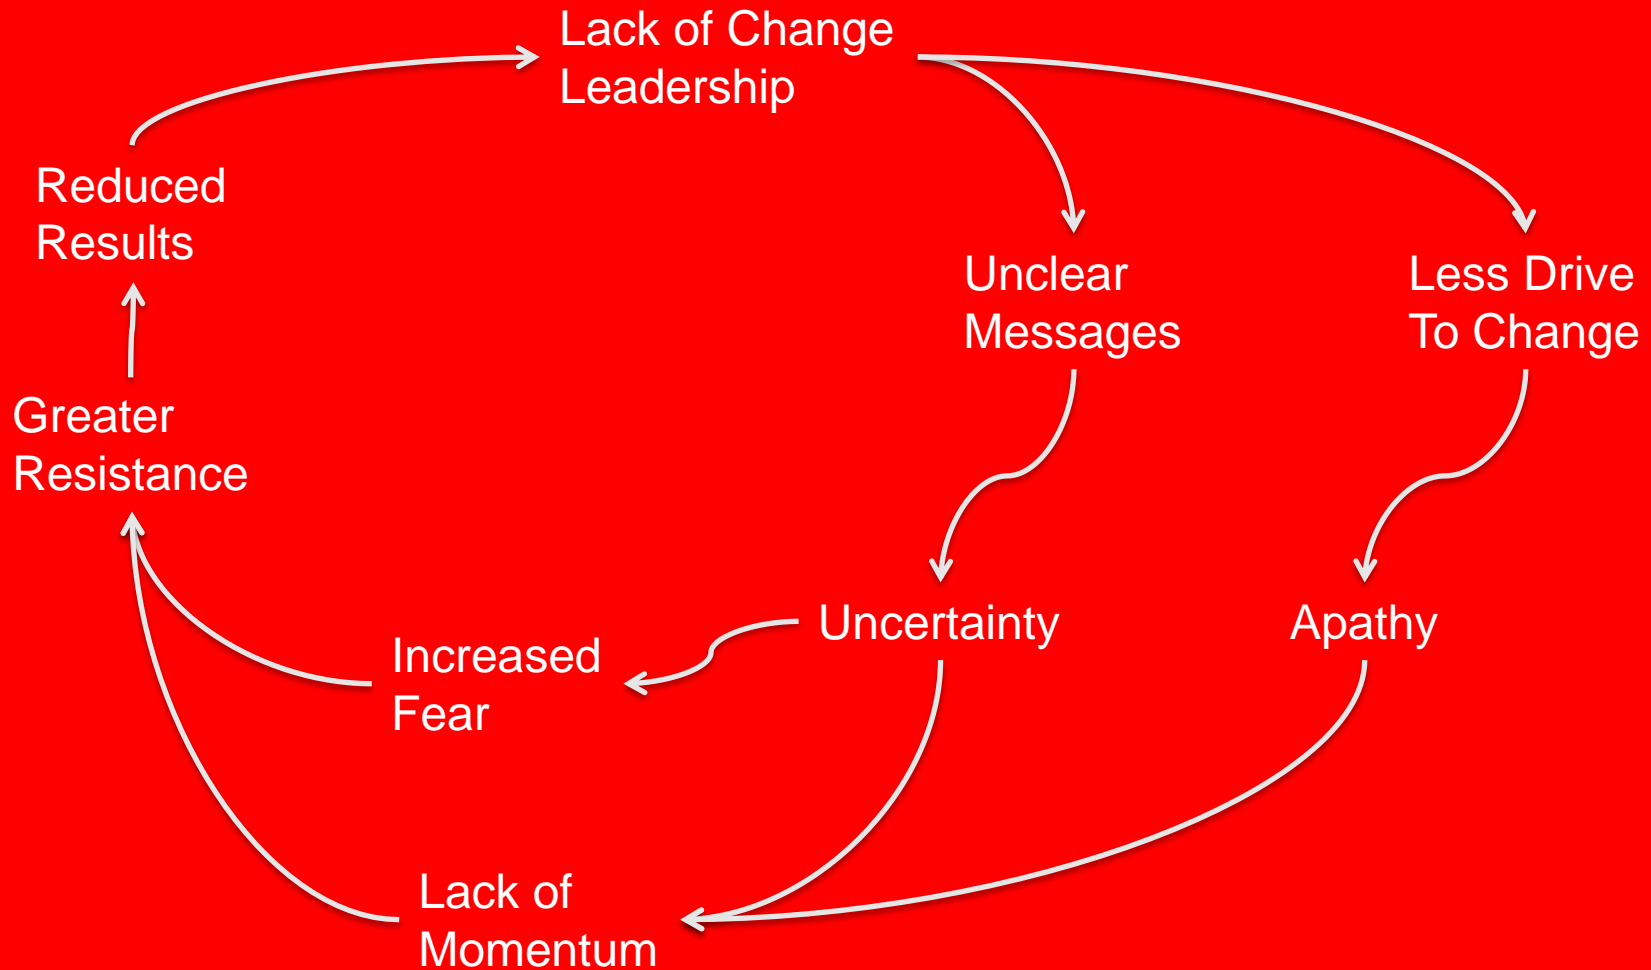 Lack of Change
Leadership
Reduced
Results
Unclear
Messages
Less Drive
To Change
Greater
Resistance
Uncertainty
Apathy
Increased
Fear
Lack of
Momentum